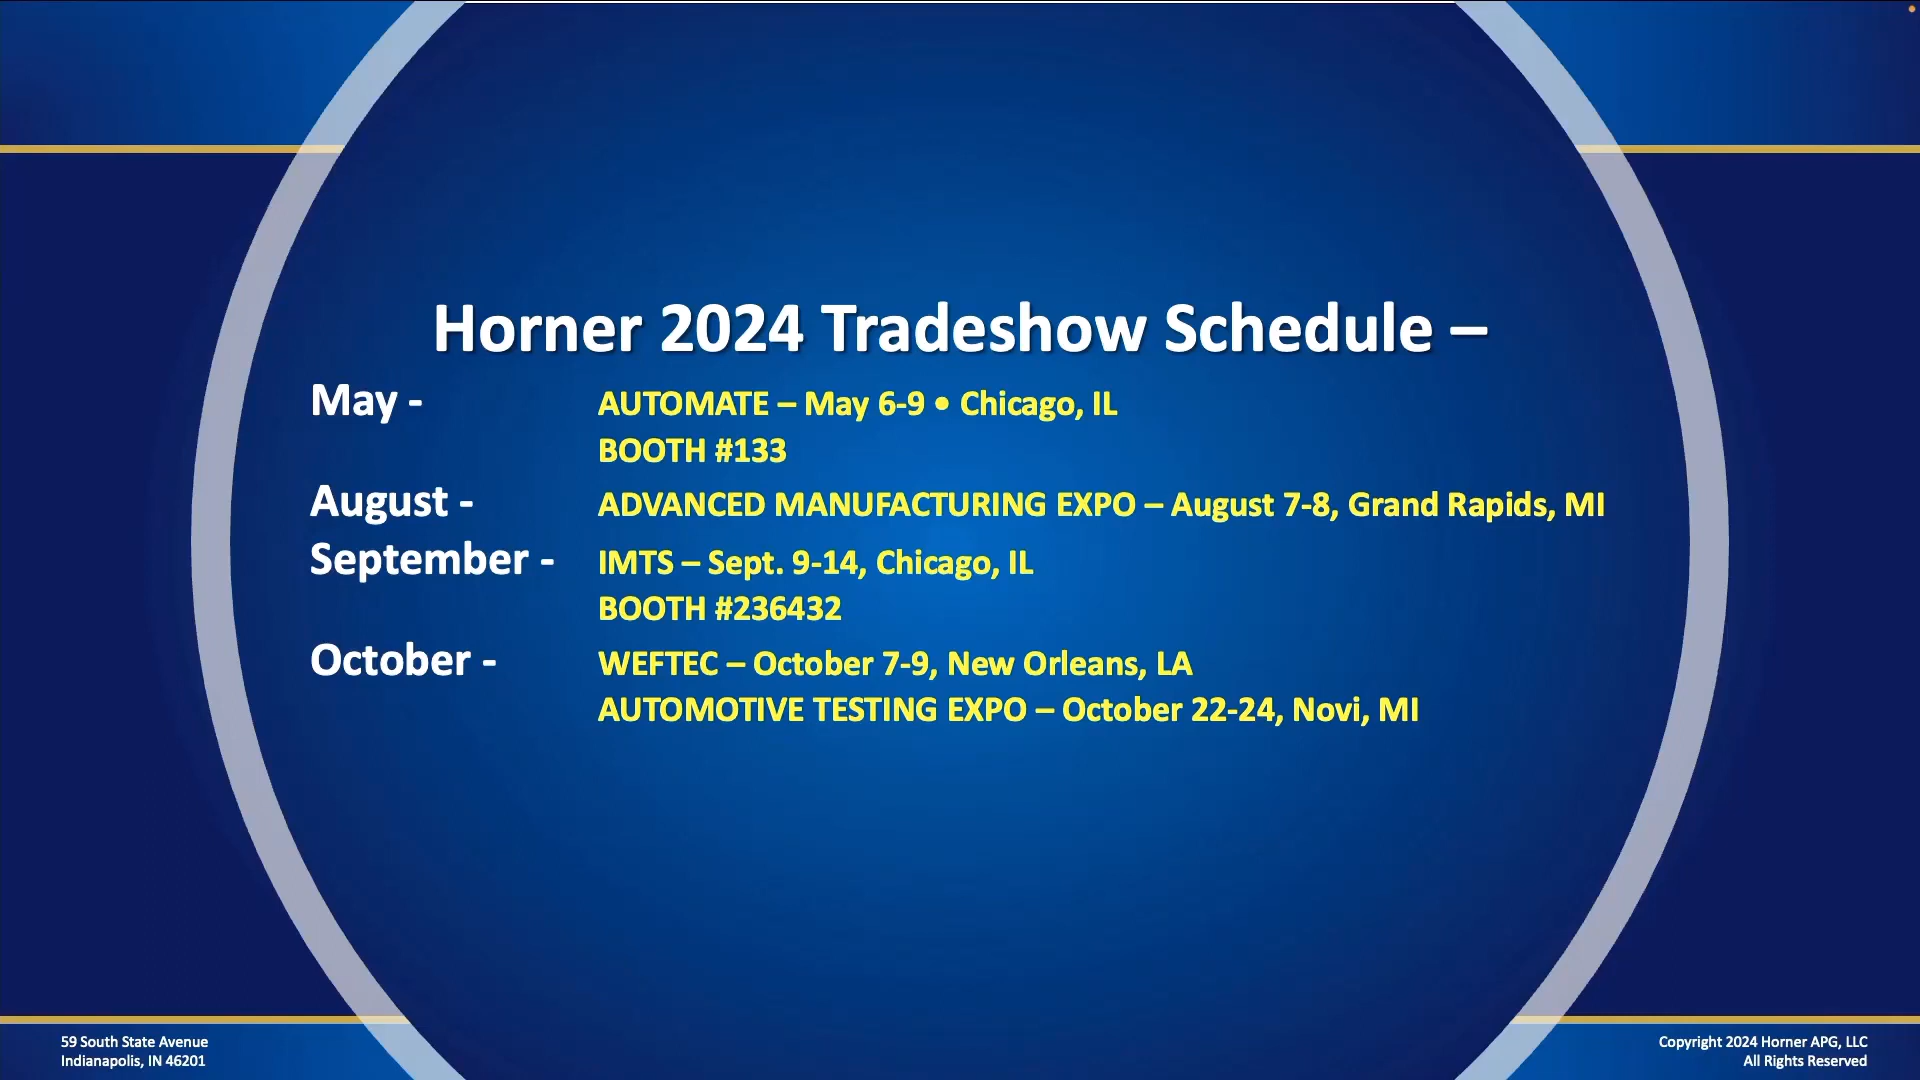 Horner 2024 Tradeshow Schedule –
May - AUTOMATE – May 6-9 • Chicago, IL
BOOTH #133
August - ADVANCED MANUFACTURING EXPO – August 7-8, Grand Rapids, MI
September - IMTS – Sept. 9-14, Chicago, IL
BOOTH #236432
October - WEFTEC – October 7-9, New Orleans, LA
AUTOMOTIVE TESTING EXPO – October 22-24, Novi, MI
59 South State Avenue
Indianapolis, IN 46201
Copyright 2024 Horner APG, LLC
All Rights Reserved